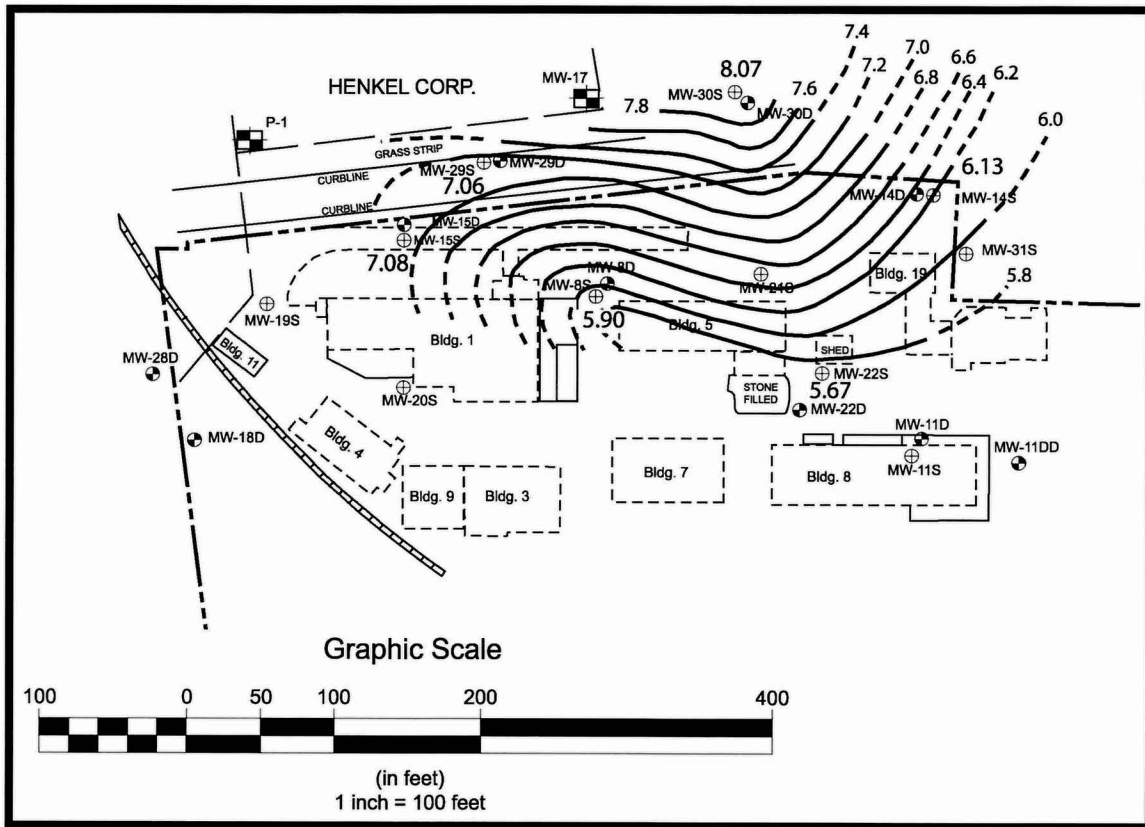 7.4
7.0
HENKEL CORP.
MW-17
8.07
7.2
6.6
6.8
6.4
6.2
MW-30S
MW-30D
7.6
7.8
6.0
P-1
GRASS STRIP
CURBLINE
MW-29S
MW-29D
6.13
7.06
CURBLINE
MW-14D
MW-14S
MW-15D
MW-15S
7.08
MW-31S
MW-8D
MW-8S
MW-21S
Bldg. 19
5.8
MW-19S
5.90
Bldg. 1
Bldg. 5
Bldg. 11
SHED
MW-28D
MW-22S
MW-20S
STONE
FILLED
5.67
MW-22D
MW-18D
MW-11D
Bldg. 4
MW-11S
MW-11DD
Bldg. 9
Bldg. 3
Bldg. 7
Bldg. 8
Graphic Scale
100 0 50 100 200 400
(in feet)
1 inch = 100 feet